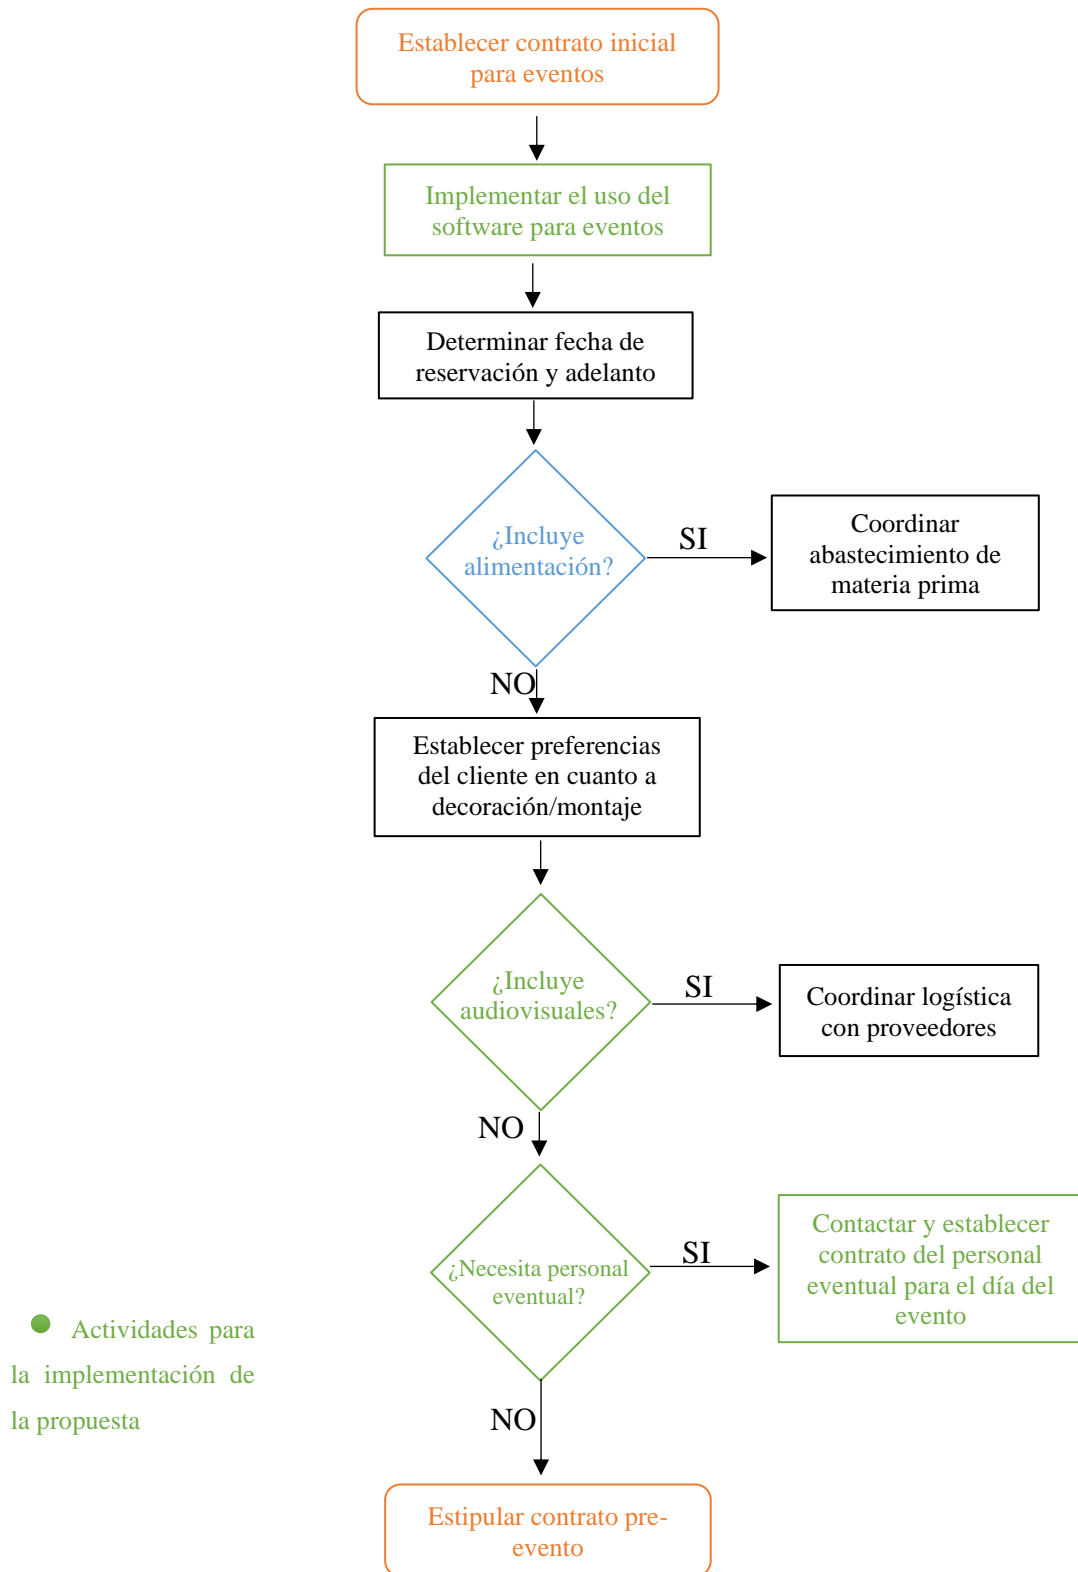 Establecer contrato inicial
para eventos
Implementar el uso del
software para eventos
Determinar fecha de
reservación y adelanto
¿Incluye
alimentación?
SI
Coordinar
abastecimiento de
materia prima
NO
Establecer preferencias
del cliente en cuanto a
decoración/montaje
¿Incluye
audiovisuales?
SI
Coordinar logística
con proveedores
NO
¿Necesita personal
eventual?
SI
Contactar y establecer
contrato del personal
eventual para el día del
evento
Actividades para
la implementación de
la propuesta
NO
Estipular contrato pre-
evento